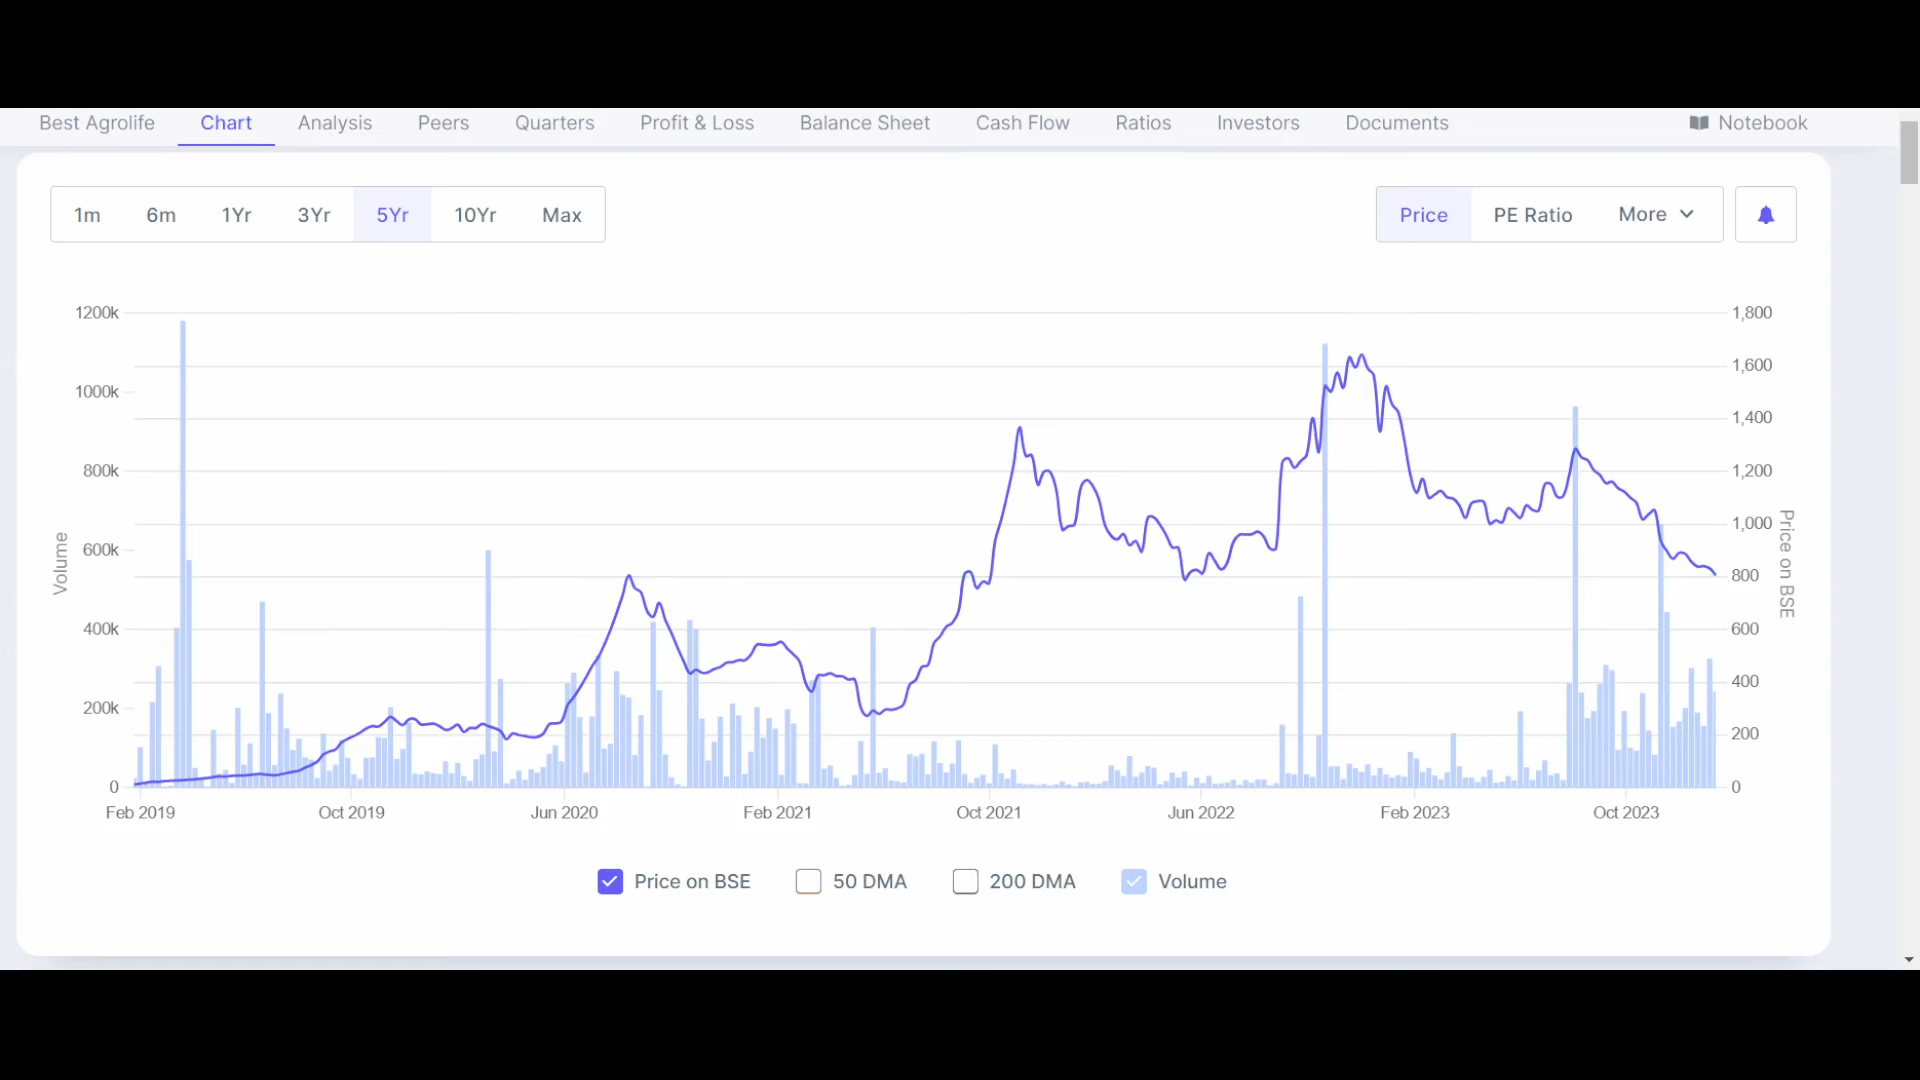 Best Agrolife Chart Analysis Peers Quarters Profit & Loss Balance Sheet Cash Flow Ratios Investors Documents Notebook
1m 6m 1Yr 3Yr 5Yr 10Yr Max Price PE Ratio More
1200k 1,800
1,600
1000k
1,400
800k 1,200
1,000
600k
800
400k 600
400
200k
200
0 0
Volume
Price on BSE
Feb 2019 Oct 2019 Jun 2020 Feb 2021 Oct 2021 Jun 2022 Feb 2023 Oct 2023
Price on BSE 50 DMA 200 DMA Volume